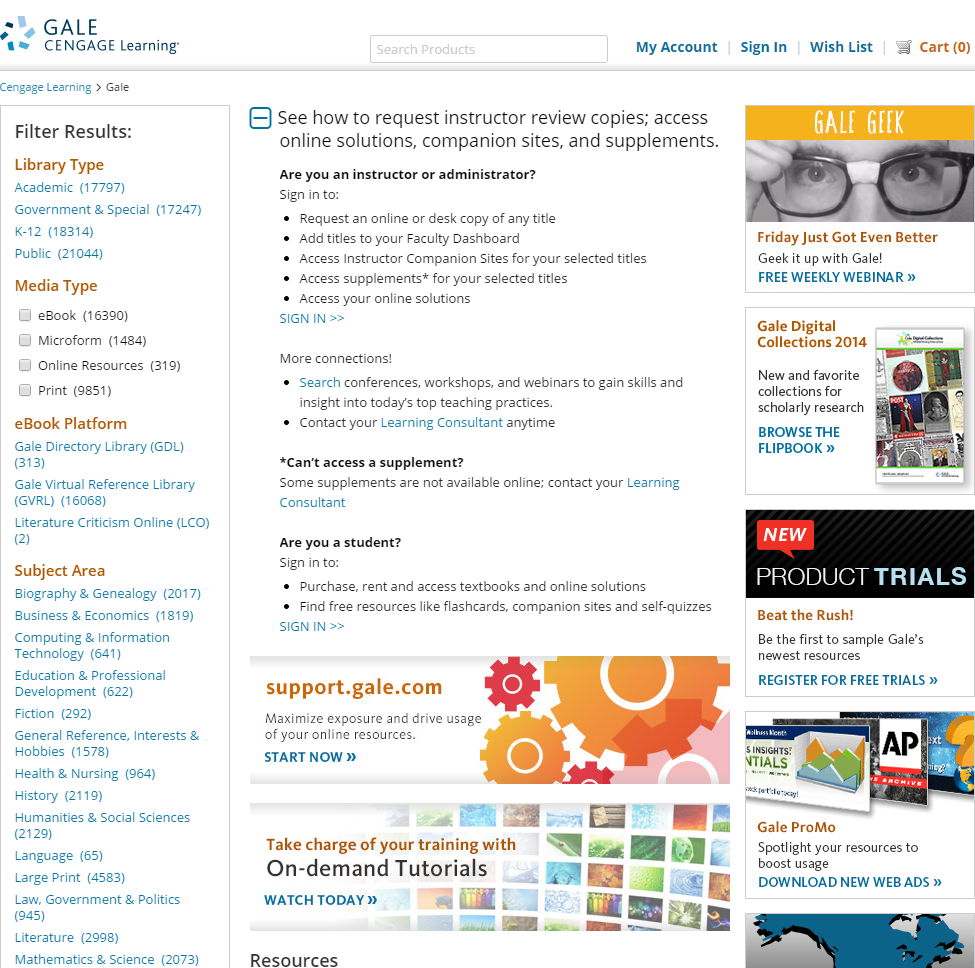 GALE
CENGAGE Learning
Search Products
My Account | Sign In | Wish List | Cart (0)
Cengage Learning > Gale
Filter Results:
Library Type
Academic (17797)
Government & Special (17247)
K-12 (18314)
Public (21044)
Media Type
eBook (16390)
Microform (1484)
Online Resources (319)
Print (9851)
eBook Platform
Gale Directory Library (GDL)
(313)
Gale Virtual Reference Library
(GVRL) (16068)
Literature Criticism Online (LCO)
(2)
Subject Area
Biography & Genealogy (2017)
Business & Economics (1819)
Computing & Information
Technology (641)
Education & Professional
Development (622)
Fiction (292)
General Reference, Interests &
Hobbies (1578)
Health & Nursing (964)
History (2119)
Humanities & Social Sciences
(2129)
Language (65)
Large Print (4583)
Law, Government & Politics
(945)
Literature (2998)
Mathematics & Science (2073)
See how to request instructor review copies; access
online solutions, companion sites, and supplements.
Are you an instructor or administrator?
Sign in to:
• Request an online or desk copy of any title
• Add titles to your Faculty Dashboard
• Access Instructor Companion Sites for your selected titles
• Access supplements* for your selected titles
• Access your online solutions
SIGN IN >>
More connections!
• Search conferences, workshops, and webinars to gain skills and
insight into today's top teaching practices.
• Contact your Learning Consultant anytime
*Can't access a supplement?
Some supplements are not available online; contact your Learning
Consultant
Are you a student?
Sign in to:
• Purchase, rent and access textbooks and online solutions
• Find free resources like flashcards, companion sites and self-quizzes
SIGN IN >>
support.gale.com
Maximize exposure and drive usage
of your online resources.
START NOW »
Take charge of your training with
On-demand Tutorials
WATCH TODAY »
Resources
GALE GEEK
Friday Just Got Even Better
Geek it up with Gale!
FREE WEEKLY WEBINAR »
Gale Digital
Collections 2014
New and favorite
collections for
scholarly research
BROWSE THE
FLIPBOOK »
Gale Digital Collections
POST
NEW
PRODUCT TRIALS
Beat the Rush!
Be the first to sample Gale's
newest resources
REGISTER FOR FREE TRIALS »
Wellness Month
INSIGHTS:
NTIALS
AP
ARCHIVE
ext
?
Gale ProMo
Spotlight your resources to
boost usage
DOWNLOAD NEW WEB ADS »